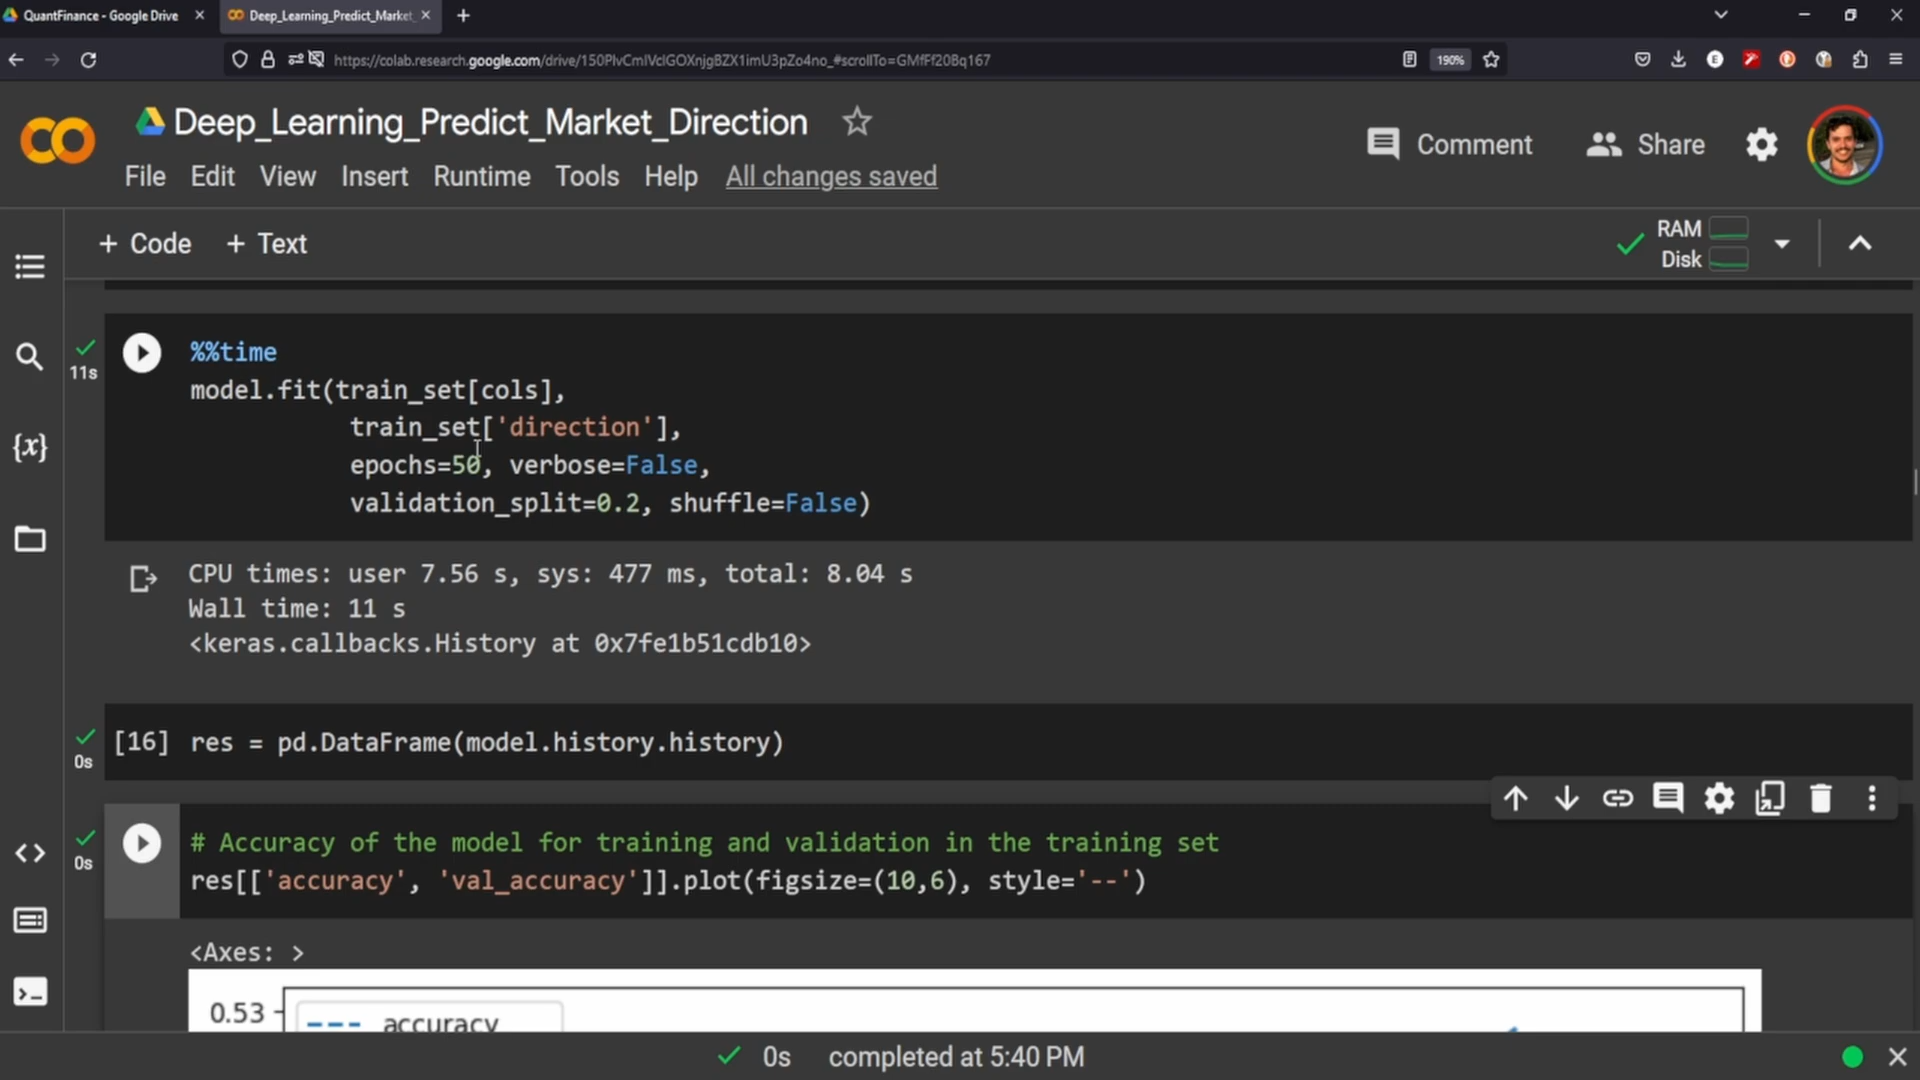 QuantFinance - Google Drive
Deep_Learning_Predict_Market_
https://colab.research.google.com/drive/150PlvCmIVclGOXnjgBZX1imU3pZo4no_#scrollTo=GMfFf20Bq167
190%
Deep_Learning_Predict_Market_Direction
File Edit View Insert Runtime Tools Help All changes saved
Comment
Share
+ Code + Text
RAM
Disk
11s
%%time
model.fit(train_set[cols],
train_set['direction'],
epochs=50, verbose=False,
validation_split=0.2, shuffle=False)
CPU times: user 7.56 s, sys: 477 ms, total: 8.04 s
Wall time: 11 s
<keras.callbacks.History at 0x7fe1b51cdb10>
0s
[16] res = pd.DataFrame(model.history.history)
0s
# Accuracy of the model for training and validation in the training set
res[['accuracy', 'val_accuracy']].plot(figsize=(10,6), style='--')
<Axes: >
0.53
accuracy
0s completed at 5:40 PM